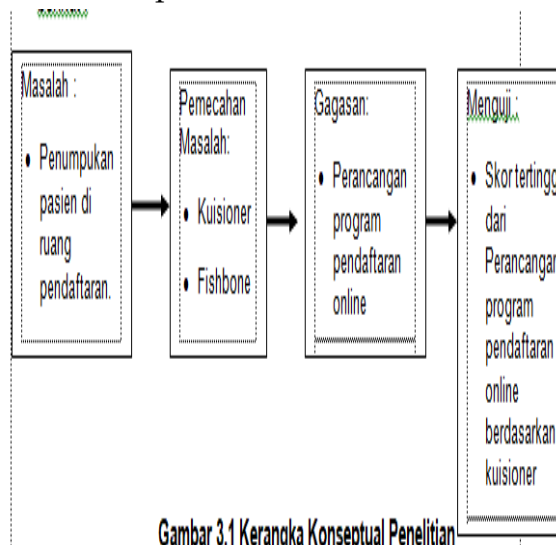 Masalah :
• Penumpukan
pasien di
ruang
pendaftaran.
Pemecahan
Masalah:
• Kuisioner
• Fishbone
Gagasan:
• Perancangan
program
pendaftaran
online
Menguji :
• Skor tertingg
dari
Perancangan
program
pendaftaran
online
berdasarkan
kuisioner
Gambar 3.1 Kerangka Konseptual Penelitian